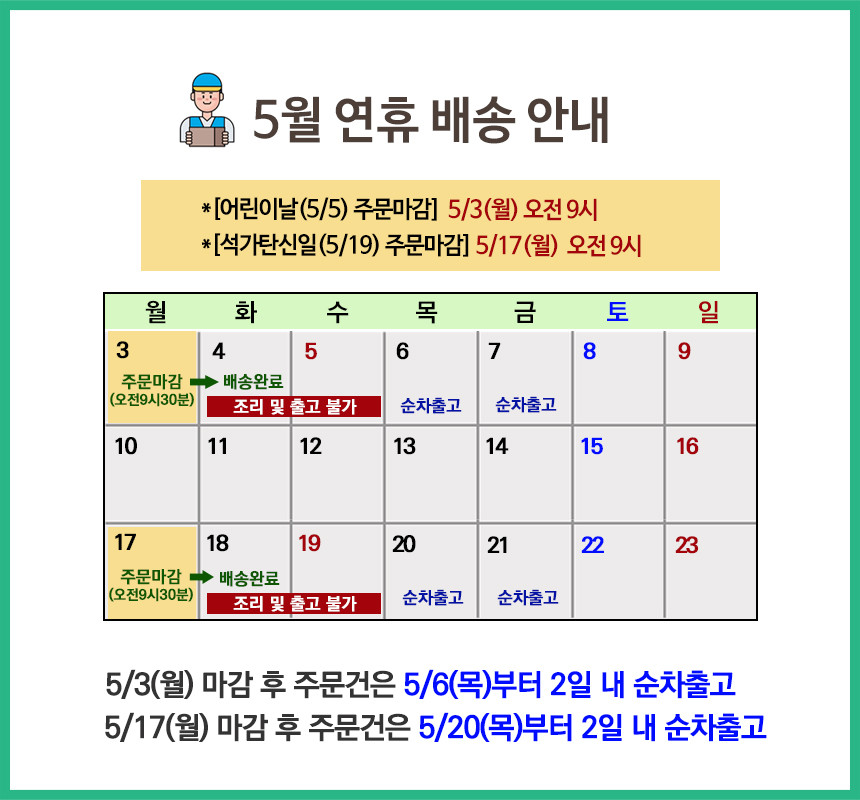 5월 연휴 배송 안내
*[어린이날(5/5) 주문마감] 5/3(월) 오전 9시
*[석가탄신일(5/19) 주문마감] 5/17(월) 오전 9시
월 화 수 목 금 토 일
3 4 5 6 7 8 9
주문마감 배송완료
(오전9시30분) 조리 및 출고 불가 순차출고 순차출고
10 11 12 13 14 15 16
17 18 19 20 21 22 23
주문마감 배송완료
(오전9시30분) 조리 및 출고 불가 순차출고 순차출고
5/3(월) 마감 후 주문건은 5/6(목)부터 2일 내 순차출고
5/17(월) 마감 후 주문건은 5/20(목)부터 2일 내 순차출고